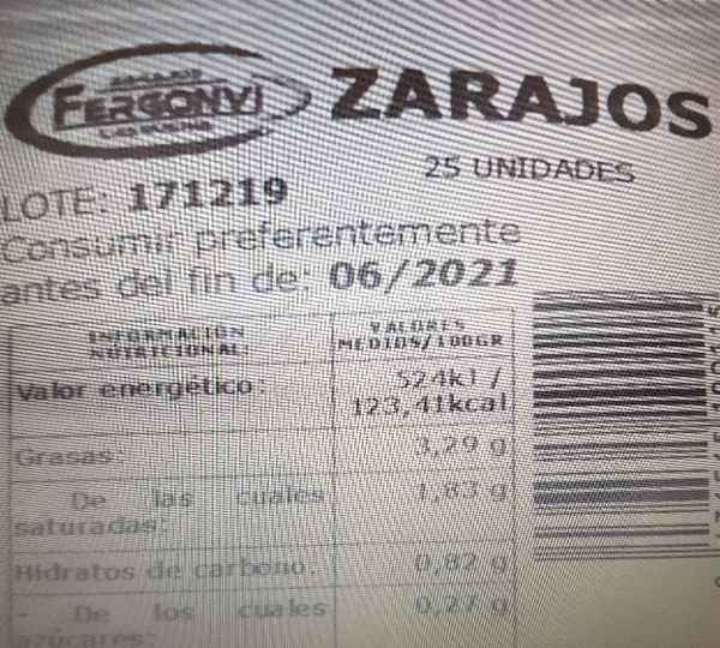 FERGONVI
ZARAJOS
25 UNIDADES
LOTE: 171219
Consumir preferentemente
antes del fin de: 06/2021
INFORMACION
NUTRICIONAL:
VALORES
MEDIOS/100GR
Valor energético:
524kJ /
123,41kcal
Grasas:
3,29 g
De las cuales
saturadas:
1,83 g
Hidratos de carbono:
0,82 g
- De los cuales
azúcares:
0,27 g